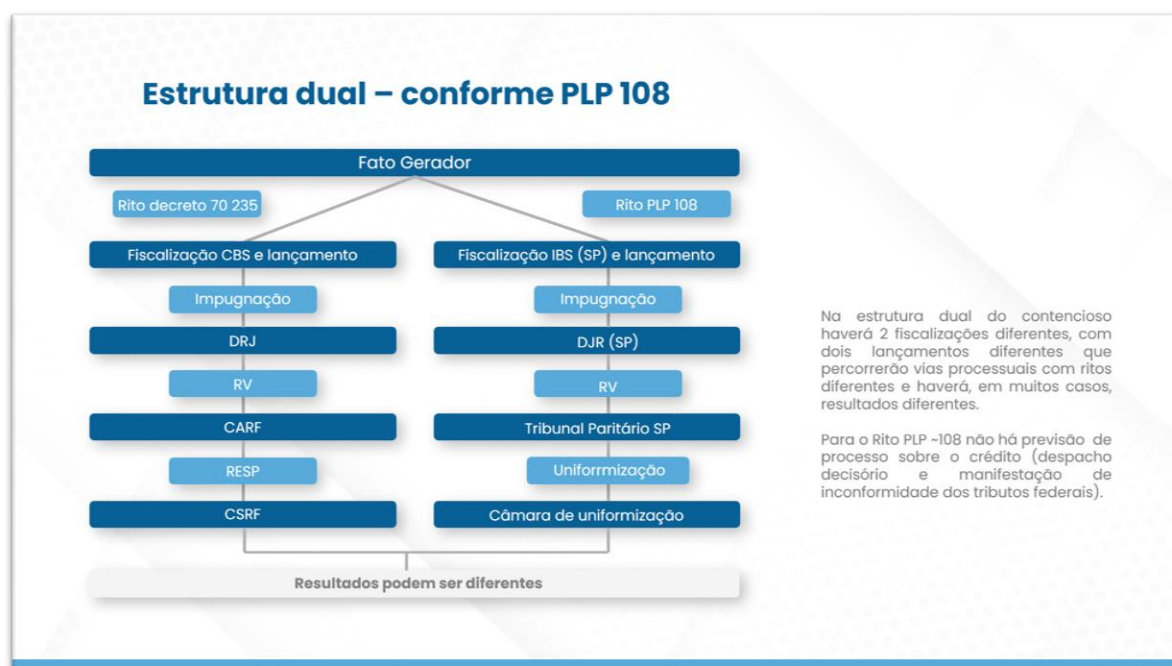 Estrutura dual – conforme PLP 108
Fato Gerador
Rito decreto 70 235
Rito PLP 108
Fiscalização CBS e lançamento
Fiscalização IBS (SP) e lançamento
Impugnação
Impugnação
DRJ
DJR (SP)
RV
RV
CARF
Tribunal Paritário SP
RESP
Uniforrmização
CSRF
Câmara de uniformização
Resultados podem ser diferentes
Na estrutura dual do contencioso
haverá 2 fiscalizações diferentes, com
dois lançamentos diferentes que
percorrerão vias processuais com ritos
diferentes e haverá, em muitos casos,
resultados diferentes.
Para o Rito PLP ~108 não há previsão de
processo sobre o crédito (despacho
decisório e manifestação de
inconformidade dos tributos federais).